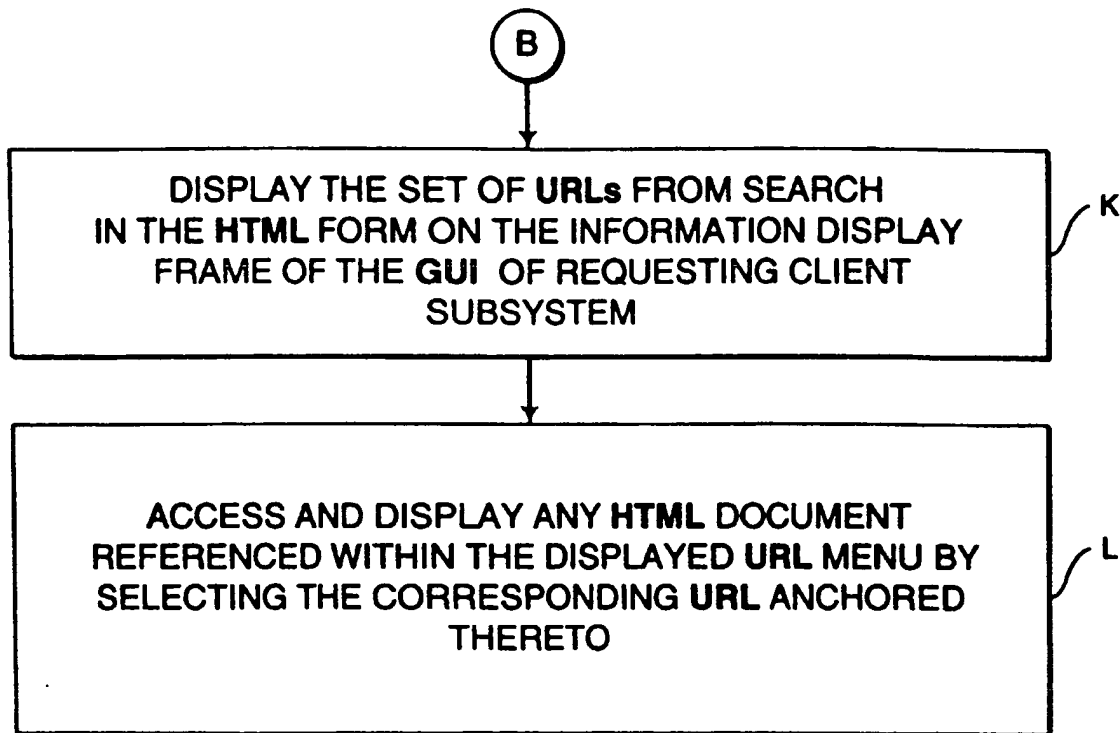 B
DISPLAY THE SET OF URLs FROM SEARCH
IN THE HTML FORM ON THE INFORMATION DISPLAY
FRAME OF THE GUI OF REQUESTING CLIENT
SUBSYSTEM
K
ACCESS AND DISPLAY ANY HTML DOCUMENT
REFERENCED WITHIN THE DISPLAYED URL MENU BY
SELECTING THE CORRESPONDING URL ANCHORED
THERETO
L